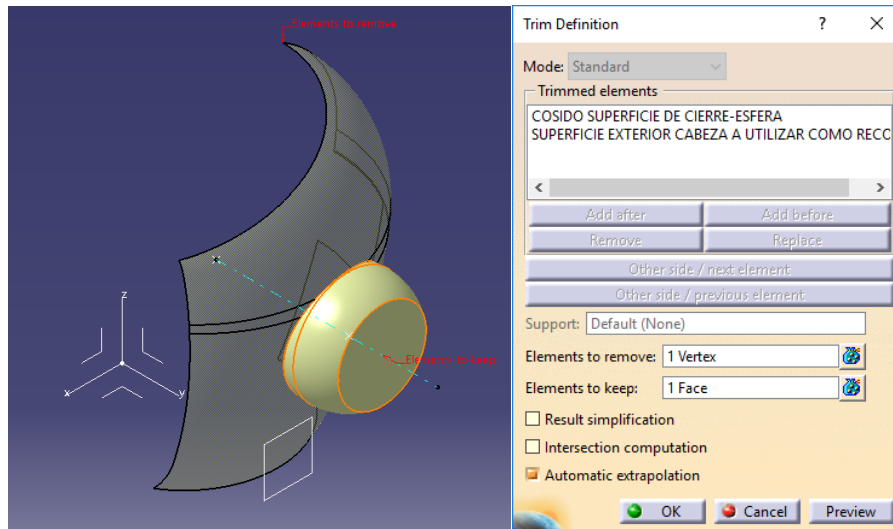 Elements to remove
Elements to keep
z
x
y
Trim Definition
?
Mode: Standard
Trimmed elements
COSIDO SUPERFICIE DE CIERRE-ESFERA
SUPERFICIE EXTERIOR CABEZA A UTILIZAR COMO RECO
Add after
Add before
Remove
Replace
Other side / next element
Other side / previous element
Support: Default (None)
Elements to remove: 1 Vertex
Elements to keep: 1 Face
Result simplification
Intersection computation
Automatic extrapolation
OK
Cancel
Preview